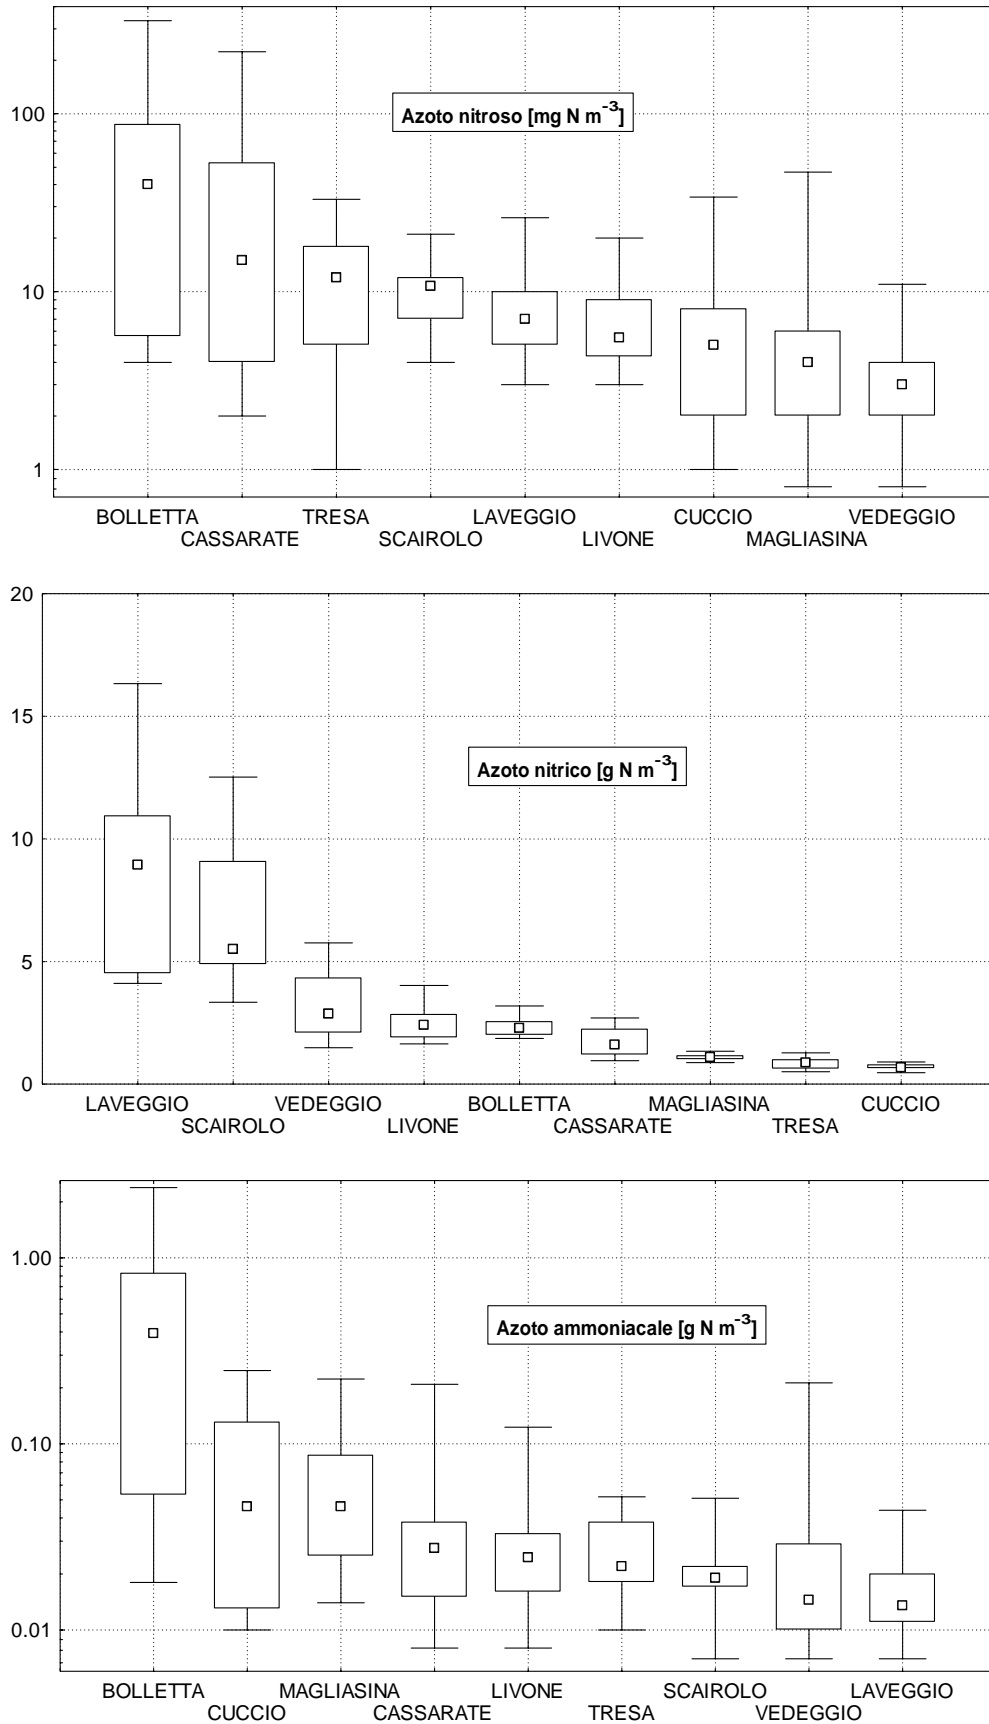 100
Azoto nitroso [mg N m-3]
10
1
BOLLETTA TRESA LAVEGGIO CUCCIO VEDEGGIO
CASSARATE SCAIROLO LIVONE MAGLIASINA
20
15
Azoto nitrico [g N m-3]
10
5
0
LAVEGGIO VEDEGGIO BOLLETTA MAGLIASINA CUCCIO
SCAIROLO LIVONE CASSARATE TRESA
1.00
Azoto ammoniacale [g N m-3]
0.10
0.01
BOLLETTA MAGLIASINA LIVONE SCAIROLO LAVEGGIO
CUCCIO CASSARATE TRESA VEDEGGIO